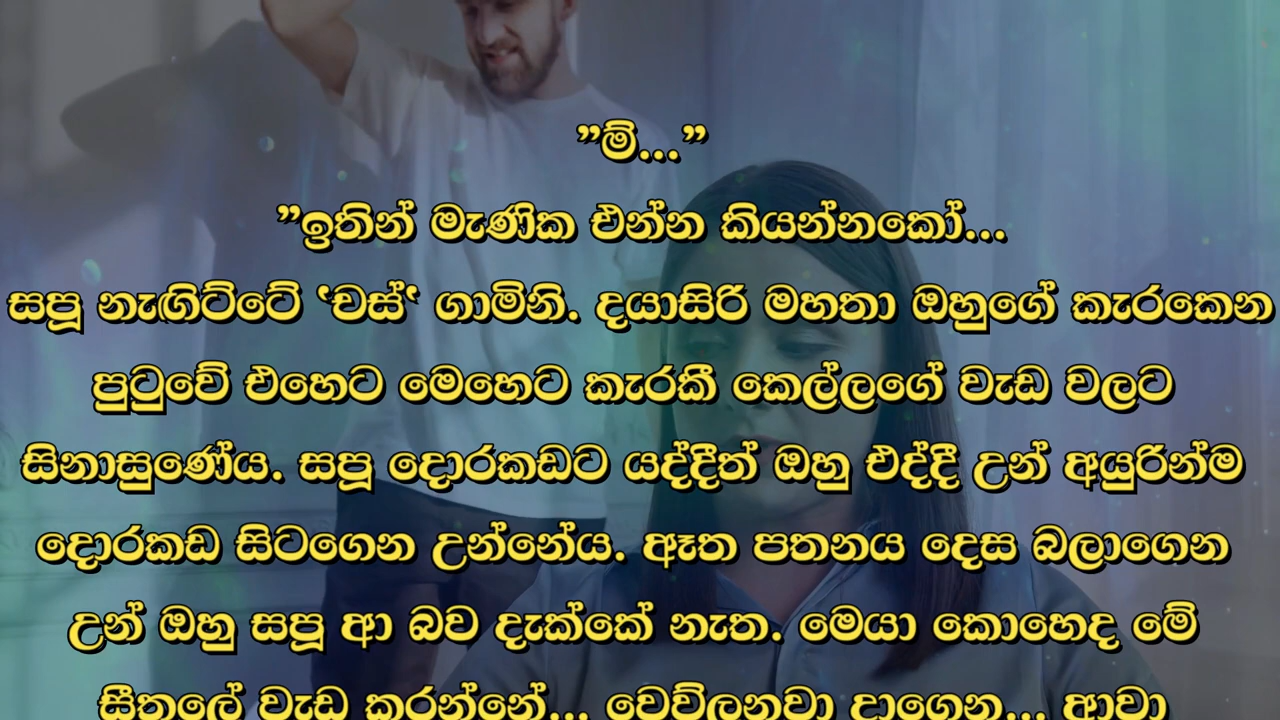 ”ම්...”
”ඉතින් මැණික එන්න කියන්නකෝ...
සපූ නැඟිට්ටේ ‛චස්‛ ගාමිනි. දයාසිරි මහතා ඔහුගේ කැරකෙන
පුටුවේ එහෙට මෙහෙට කැරකී කෙල්ලගේ වැඩ වලට
සිනාසුණේය. සපූ දොරකඩට යද්දීත් ඔහු එද්දී උන් අයුරින්ම
දොරකඩ සිටගෙන උන්නේය. ඈත පතනය දෙස බලාගෙන
උන් ඔහු සපූ ආ බව දැක්කේ නැත. මෙයා කොහෙද මේ
සීතලේ වැඩ කරන්නේ... වෙව්ලනවා දාගෙන... ආවා